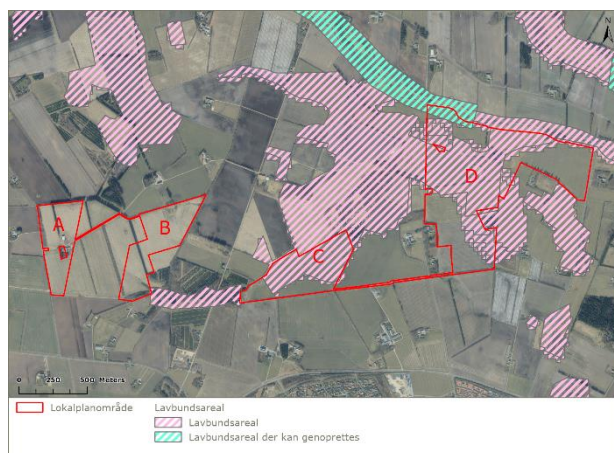 N
A
B
C
D
0 250 500 Meters
Lokalplanområde
Lavbundsareal
Lavbundsareal
Lavbundsareal der kan genoprettes